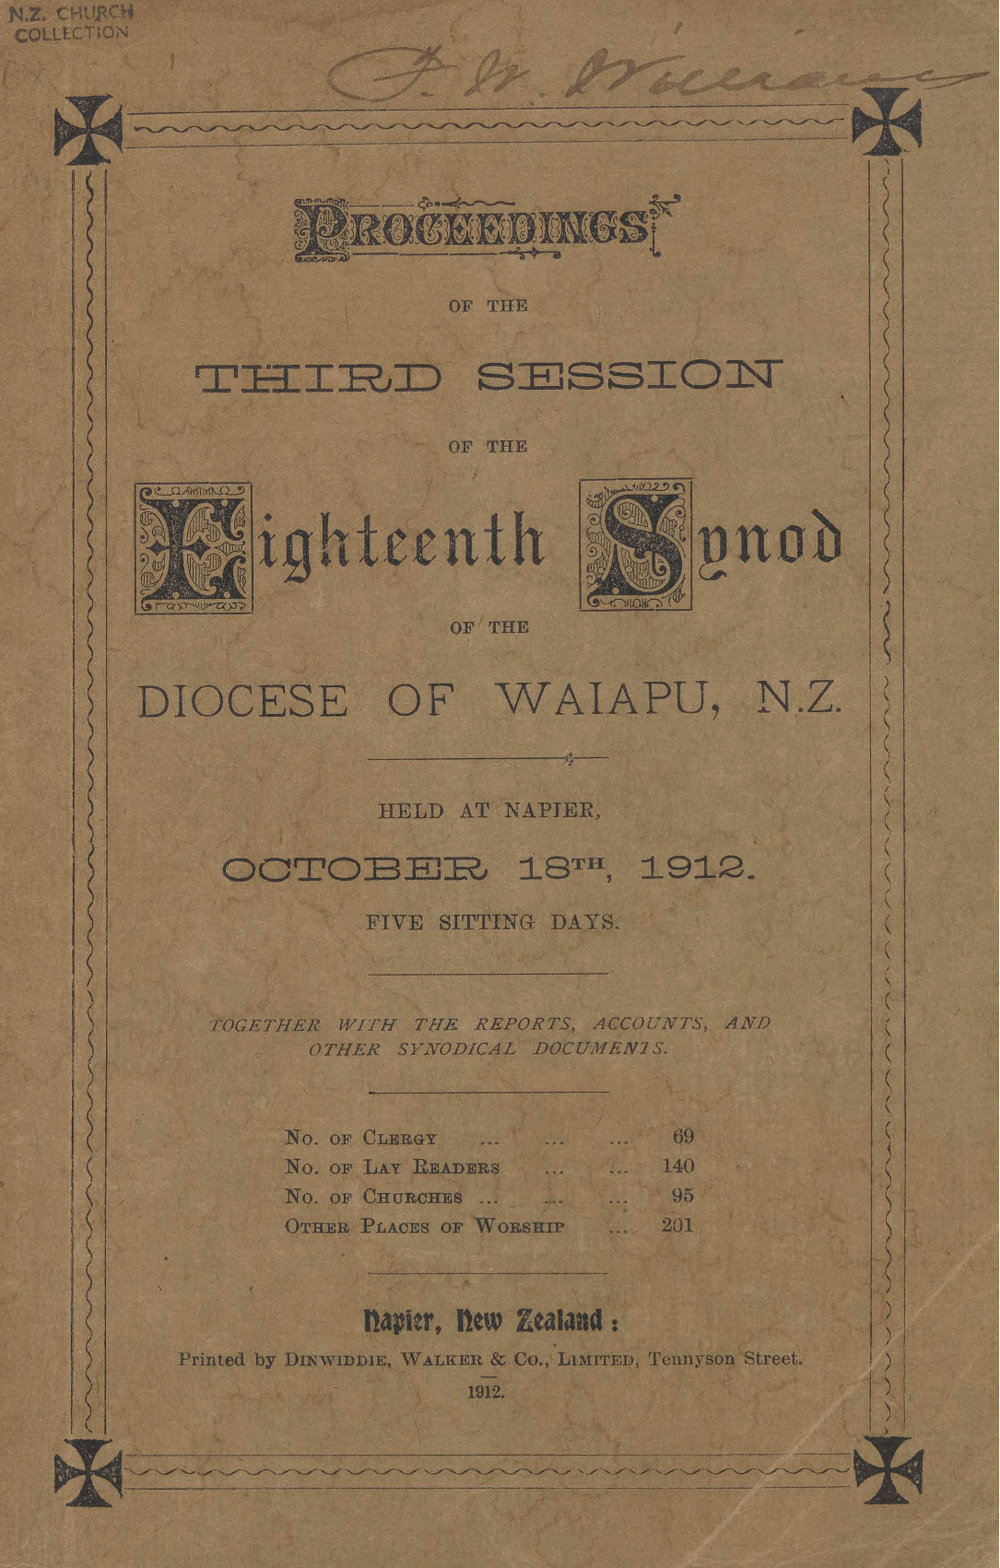 N.Z. CHURCH
COLLECTION
F. W. Williams
PROCEEDINGS
OF THE
THIRD SESSION
OF THE
Eighteenth Synod
OF THE
DIOCESE OF WAIAPU, N.Z.
HELD AT NAPIER,
OCTOBER 18TH, 1912.
FIVE SITTING DAYS.
TOGETHER WITH THE REPORTS, ACCOUNTS, AND
OTHER SYNODICAL DOCUMENTS.
No. of Clergy ... ... ... 69
No. of Lay Readers ... ... 140
No. of Churches ... ... ... 95
Other Places of Worship ... 201
Napier, New Zealand:
Printed by Dinwiddie, Walker & Co., Limited, Tennyson Street.
1912.